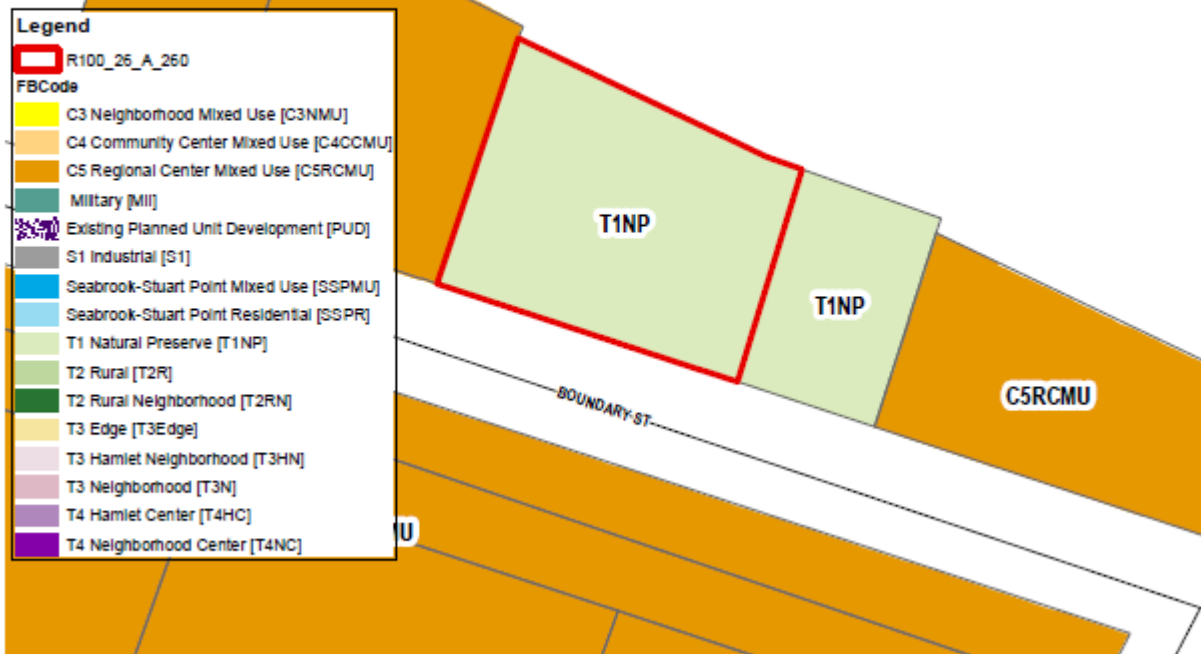 Legend
R100_26_A_260
FBCode
C3 Neighborhood Mixed Use [C3NMU]
C4 Community Center Mixed Use [C4CCMU]
C5 Regional Center Mixed Use [C5RCMU]
Military [Mil]
Existing Planned Unit Development [PUD]
S1 Industrial [S1]
Seabrook-Stuart Point Mixed Use [SSPMU]
Seabrook-Stuart Point Residential [SSPR]
T1 Natural Preserve [T1NP]
T2 Rural [T2R]
T2 Rural Neighborhood [T2RN]
T3 Edge [T3Edge]
T3 Hamlet Neighborhood [T3HN]
T3 Neighborhood [T3N]
T4 Hamlet Center [T4HC]
T4 Neighborhood Center [T4NC]
T1NP
T1NP
C5RCMU
BOUNDARY ST